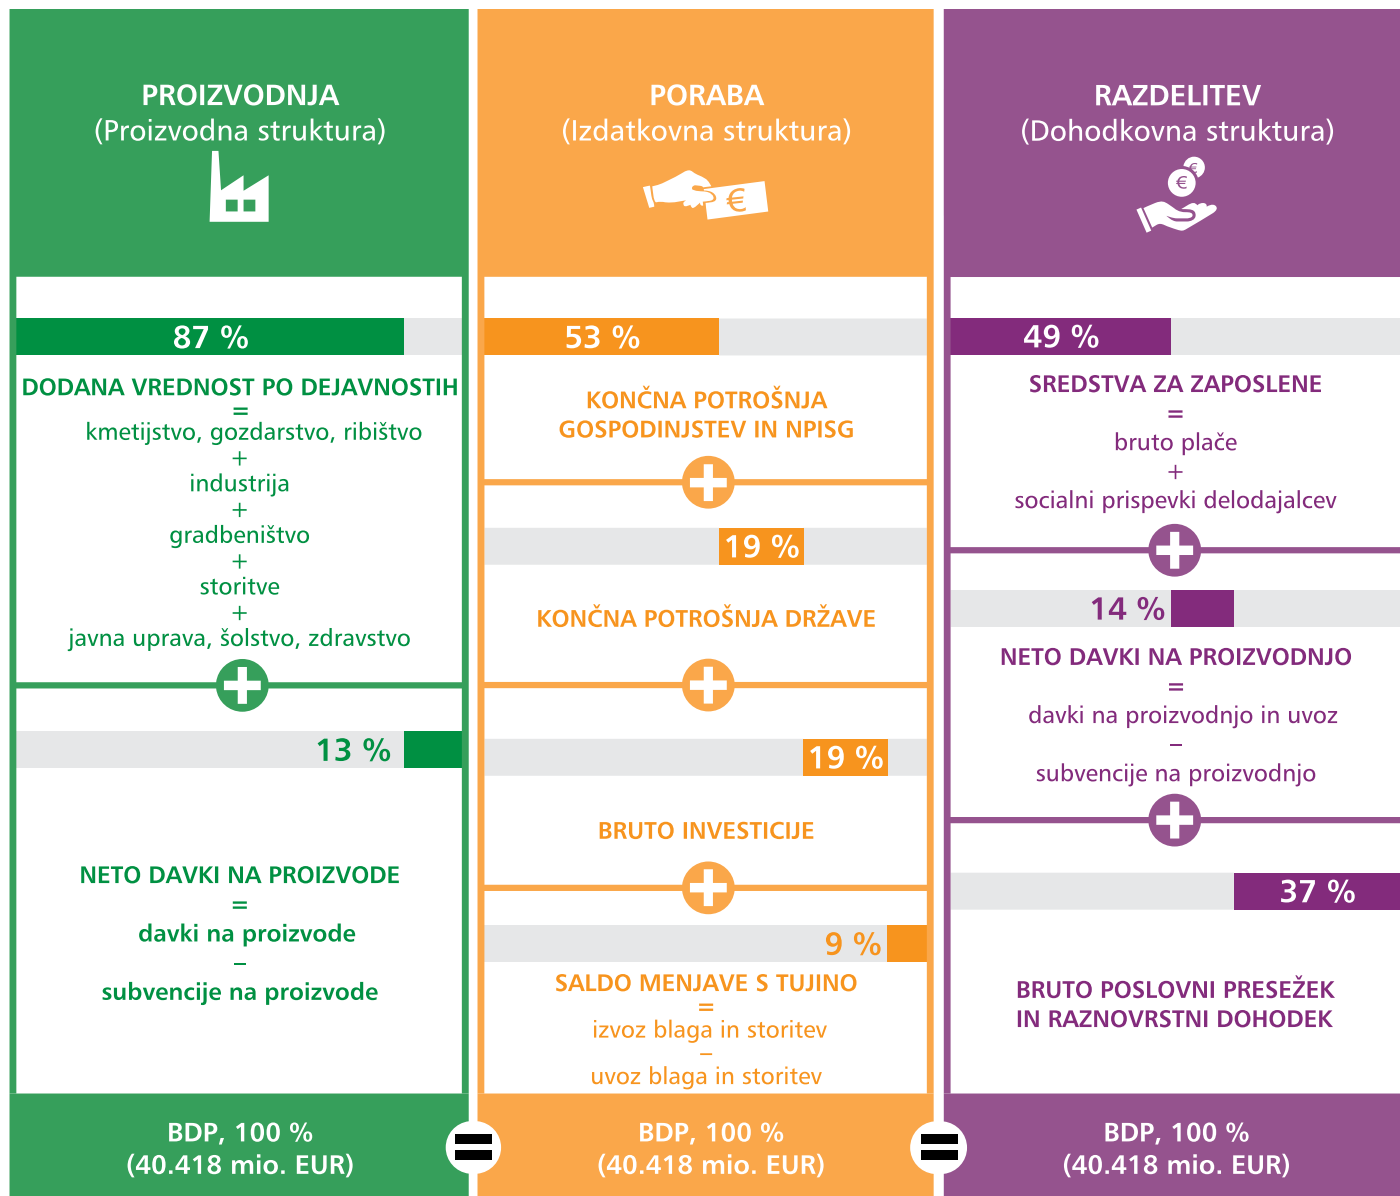 PROIZVODNJA
(Proizvodna struktura)
87 %
DODANA VREDNOST PO DEJAVNOSTIH
=
kmetijstvo, gozdarstvo, ribištvo
+
industrija
+
gradbeništvo
+
storitve
+
javna uprava, šolstvo, zdravstvo
+
13 %
NETO DAVKI NA PROIZVODE
=
davki na proizvode
–
subvencije na proizvode
BDP, 100 %
(40.418 mio. EUR)
=
PORABA
(Izdatkovna struktura)
€
53 %
KONČNA POTROŠNJA
GOSPODINJSTEV IN NPISG
+
19 %
KONČNA POTROŠNJA DRŽAVE
+
19 %
BRUTO INVESTICIJE
+
9 %
SALDO MENJAVE S TUJINO
=
izvoz blaga in storitev
–
uvoz blaga in storitev
BDP, 100 %
(40.418 mio. EUR)
=
RAZDELITEV
(Dohodkovna struktura)
€
€
49 %
SREDSTVA ZA ZAPOSLENE
=
bruto plače
+
socialni prispevki delodajalcev
+
14 %
NETO DAVKI NA PROIZVODNJO
=
davki na proizvodnjo in uvoz
–
subvencije na proizvodnjo
+
37 %
BRUTO POSLOVNI PRESEŽEK
IN RAZNOVRSTNI DOHODEK
BDP, 100 %
(40.418 mio. EUR)